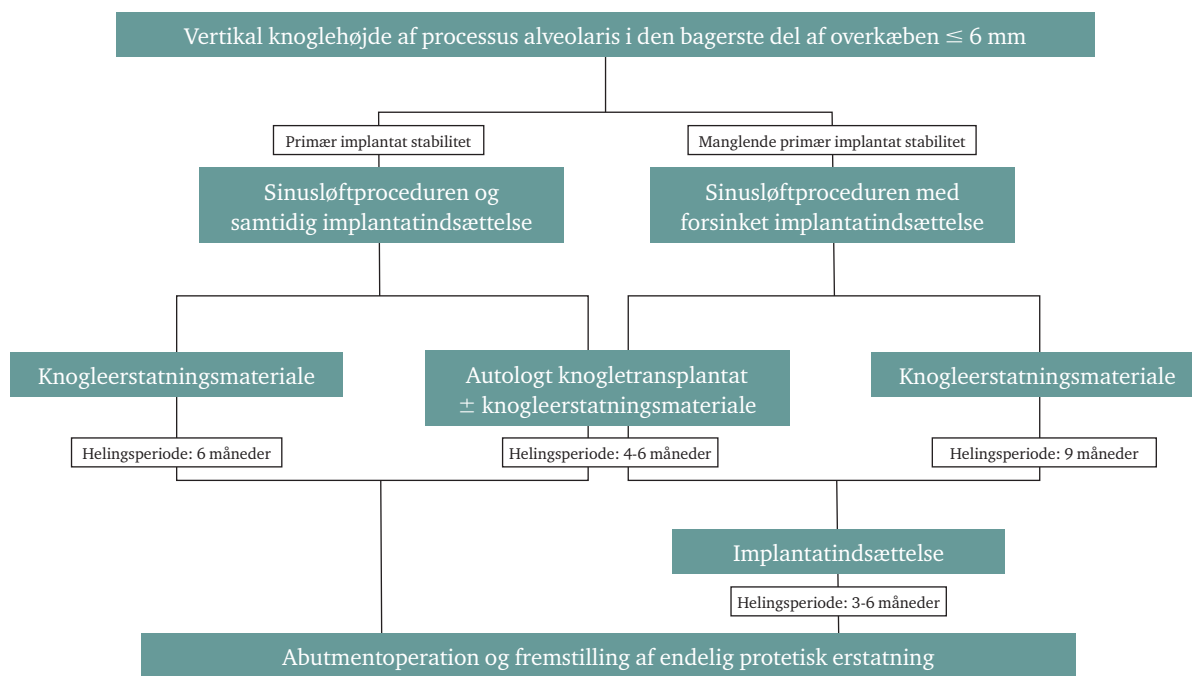 Vertikal knoglehøjde af processus alveolaris i den bagerste del af overkæben ≤ 6 mm
Primær implantat stabilitet
Manglende primær implantat stabilitet
Sinusløftproceduren og
samtidig implantatindsættelse
Sinusløftproceduren med
forsinket implantatindsættelse
Knogleerstatningsmateriale
Autologt knogletransplantat
± knogleerstatningsmateriale
Knogleerstatningsmateriale
Helingsperiode: 6 måneder
Helingsperiode: 4-6 måneder
Helingsperiode: 9 måneder
Implantatindsættelse
Helingsperiode: 3-6 måneder
Abutmentoperation og fremstilling af endelig protetisk erstatning